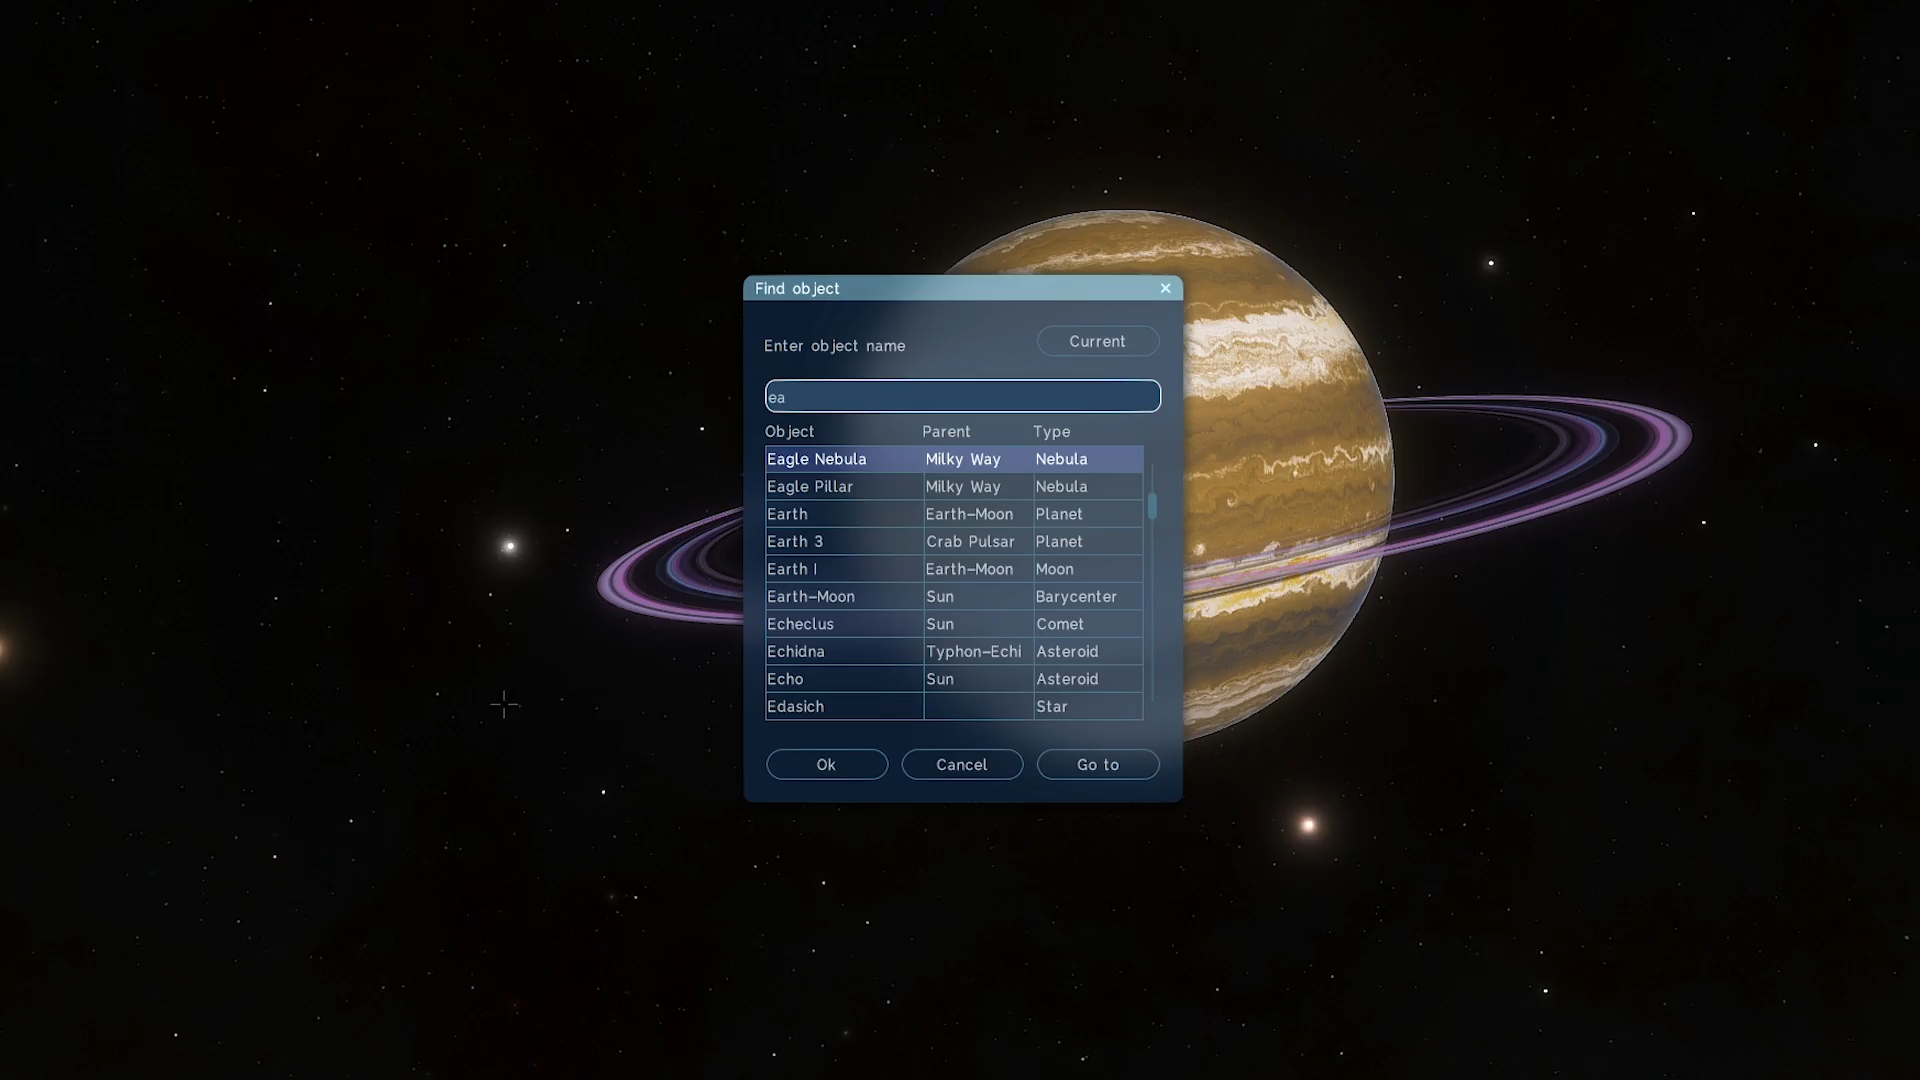 Find object
Enter object name
Current
ea
Object Parent Type
Eagle Nebula Milky Way Nebula
Eagle Pillar Milky Way Nebula
Earth Earth-Moon Planet
Earth 3 Crab Pulsar Planet
Earth I Earth-Moon Moon
Earth-Moon Sun Barycenter
Echeclus Sun Comet
Echidna Typhon-Echi Asteroid
Echo Sun Asteroid
Edasich Star
Ok Cancel Go to